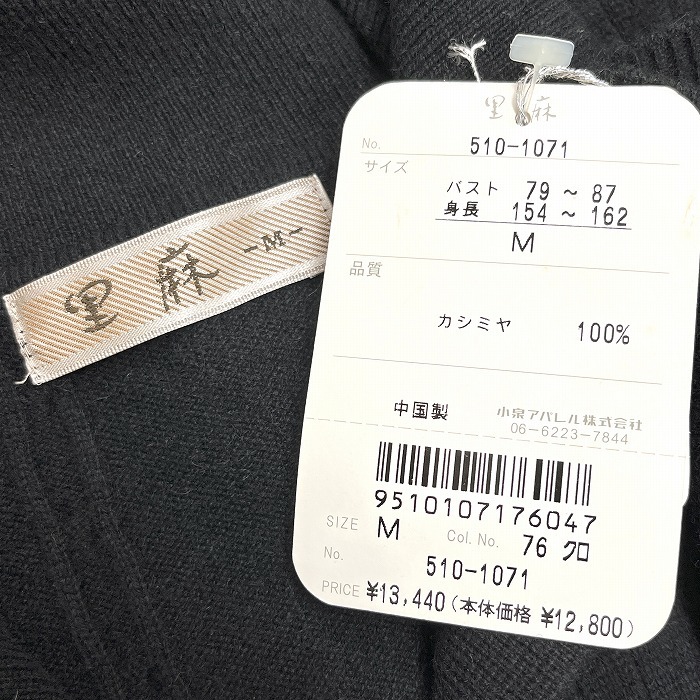 里麻 -M-
里麻
No. 510-1071
サイズ
バスト 79 ~ 87
身長 154 ~ 162
M
品質
カシミヤ 100%
中国製 小泉アパレル株式会社
06-6223-7844
9510107176047
SIZE M Col. No. 76 クロ
No. 510-1071
PRICE ¥13,440(本体価格 ¥12,800)